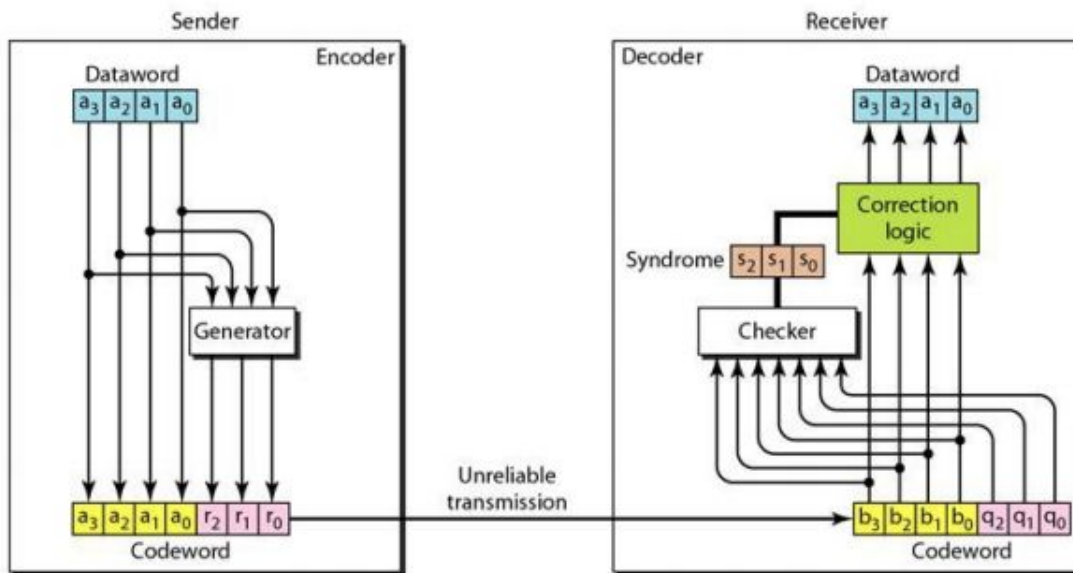 Sender
Encoder
Dataword
a3 a2 a1 a0
Generator
a3 a2 a1 a0 r2 r1 r0
Codeword
Unreliable
transmission
Receiver
Decoder
Dataword
a3 a2 a1 a0
Correction
logic
Syndrome s2 s1 s0
Checker
b3 b2 b1 b0 q2 q1 q0
Codeword